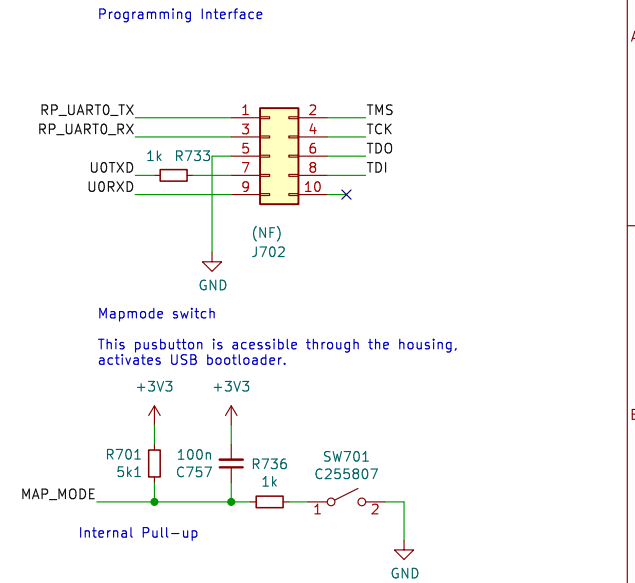 Programming Interface
A
RP_UART0_TX 1 2 TMS
RP_UART0_RX 3 4 TCK
5 6 TDO
1k R733
U0TXD 7 8 TDI
U0RXD 9 10
(NF)
J702
GND
Mapmode switch
This pusbutton is acessible through the housing,
activates USB bootloader.
+3V3 +3V3
B
R701 100n
5k1 C757
R736
1k
SW701
C255807
MAP_MODE
1 2
Internal Pull-up
GND